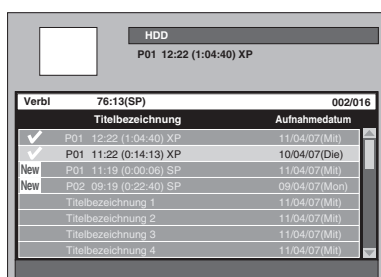 HDD
P01 12:22 (1:04:40) XP
Verbl 76:13(SP) 002/016
Titelbezeichnung Aufnahmedatum
P01 12:22 (1:04:40) XP 11/04/07(Mit)
P01 11:22 (0:14:13) XP 10/04/07(Die)
New P01 11:19 (0:00:06) SP 11/04/07(Mit)
New P02 09:19 (0:22:40) SP 09/04/07(Mon)
Titelbezeichnung 1 11/04/07(Mit)
Titelbezeichnung 2 11/04/07(Mit)
Titelbezeichnung 3 11/04/07(Mit)
Titelbezeichnung 4 11/04/07(Mit)